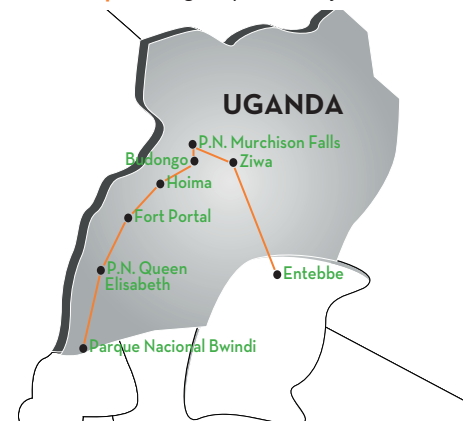 UGANDA
P.N. Murchison Falls
Budongo
Ziwa
Hoima
Fort Portal
P.N. Queen
Elisabeth
Entebbe
Parque Nacional Bwindi